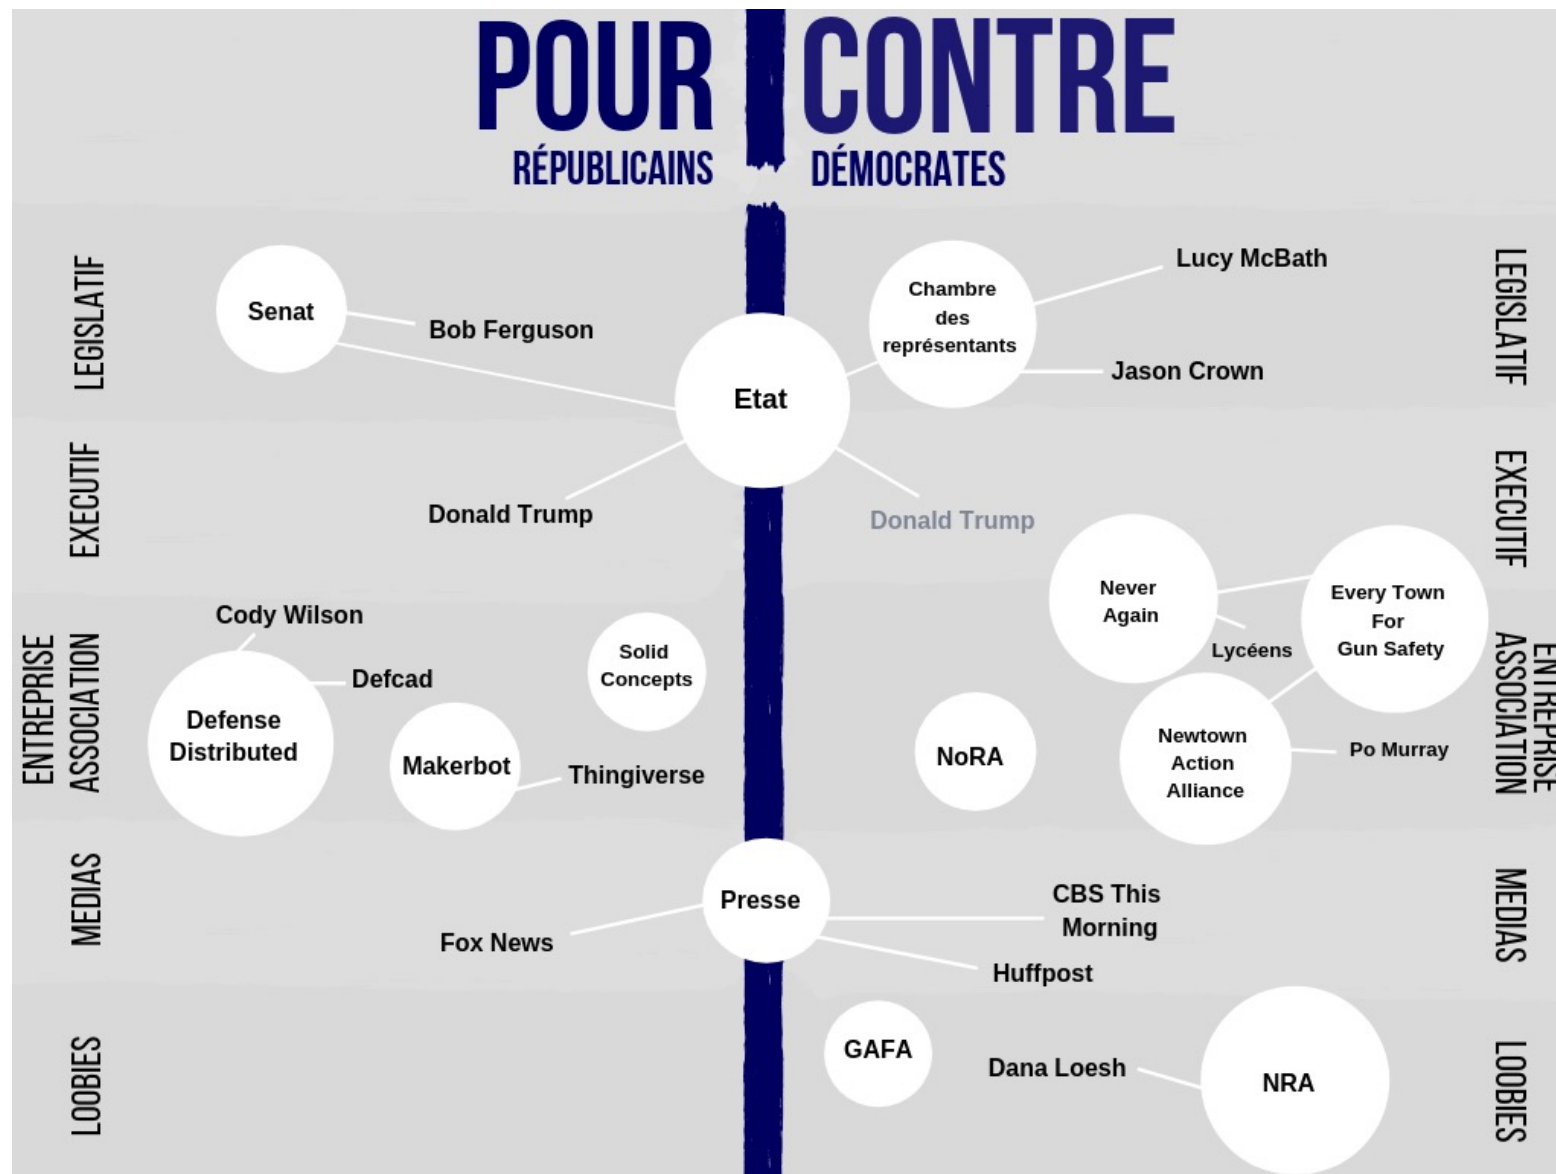 POUR
CONTRE
RÉPUBLICAINS
DÉMOCRATES
LEGISLATIF
Senat
Bob Ferguson
Etat
Chambre
des
représentants
Lucy McBath
Jason Crown
LEGISLATIF
EXECUTIF
Donald Trump
Donald Trump
EXECUTIF
ENTREPRISE
ASSOCIATION
Cody Wilson
Defcad
Defense
Distributed
Makerbot
Thingiverse
Solid
Concepts
Never
Again
Lycéens
Every Town
For
Gun Safety
NoRA
Newtown
Action
Alliance
Po Murray
ENTREPRISE
ASSOCIATION
MEDIAS
Fox News
Presse
CBS This
Morning
Huffpost
MEDIAS
LOOBIES
GAFA
Dana Loesh
NRA
LOOBIES